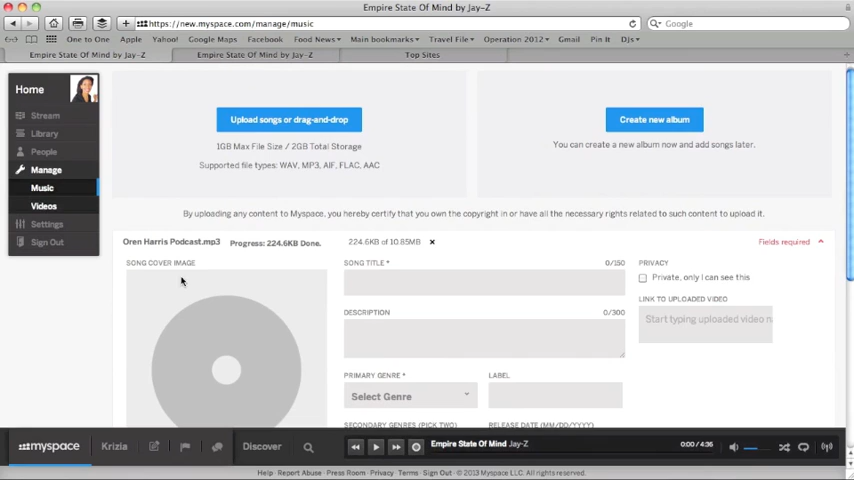 Empire State Of Mind by Jay-Z
https://new.myspace.com/manage/music
Google
One to One Apple Yahoo! Google Maps Facebook Food News Main bookmarks Travel File Operation 2012 Gmail Pin It DJs
Empire State Of Mind by Jay-Z Empire State Of Mind by Jay-Z Top Sites
Home
Stream
Library
People
Manage
Music
Videos
Settings
Sign Out
Upload songs or drag-and-drop
1GB Max File Size / 2GB Total Storage
Supported file types: WAV, MP3, AIF, FLAC, AAC
Create new album
You can create a new album now and add songs later.
By uploading any content to Myspace, you hereby certify that you own the copyright in or have all the necessary rights related to such content to upload it.
Oren Harris Podcast.mp3 Progress: 224.6KB Done. 224.6KB of 10.85MB × Fields required
SONG COVER IMAGE
SONG TITLE * 0/150
DESCRIPTION 0/300
PRIMARY GENRE *
Select Genre
LABEL
SECONDARY GENRES (PICK TWO)
RELEASE DATE (MM/DD/YYYY)
PRIVACY
Private, only I can see this
LINK TO UPLOADED VIDEO
Start typing uploaded video n
myspace Krizia Discover Empire State Of Mind Jay-Z 0:00 / 4:36
Help · Report Abuse · Press Room · Privacy · Terms · Sign Out · © 2013 Myspace LLC. All rights reserved.